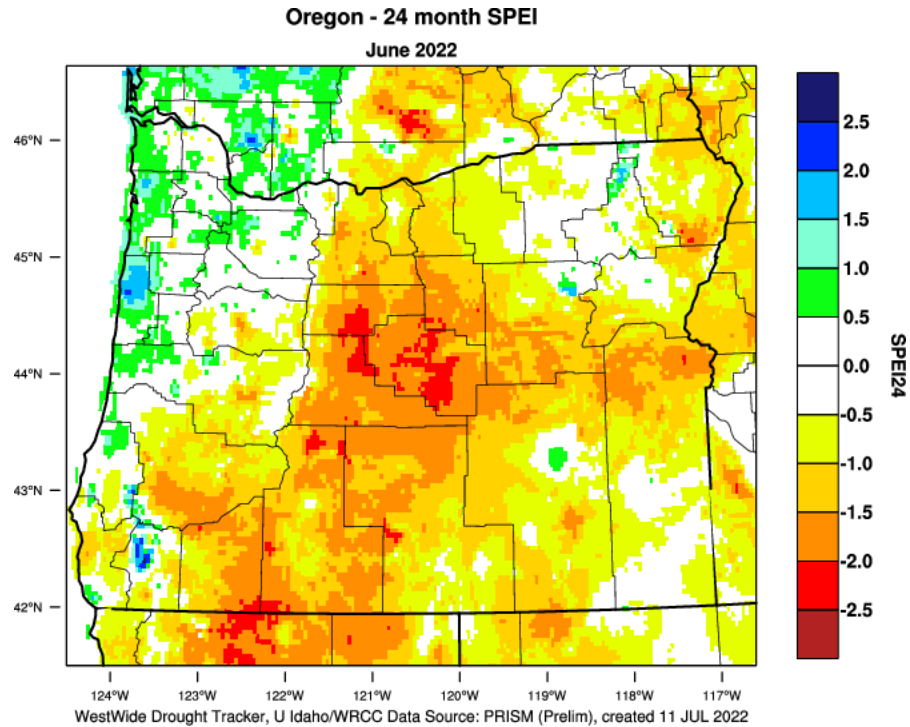 Oregon - 24 month SPEI
June 2022
46°N
45°N
44°N
43°N
42°N
124°W 123°W 122°W 121°W 120°W 119°W 118°W 117°W
2.5
2.0
1.5
1.0
0.5
0.0
-0.5
-1.0
-1.5
-2.0
-2.5
SPEI24
WestWide Drought Tracker, U Idaho/WRCC Data Source: PRISM (Prelim), created 11 JUL 2022